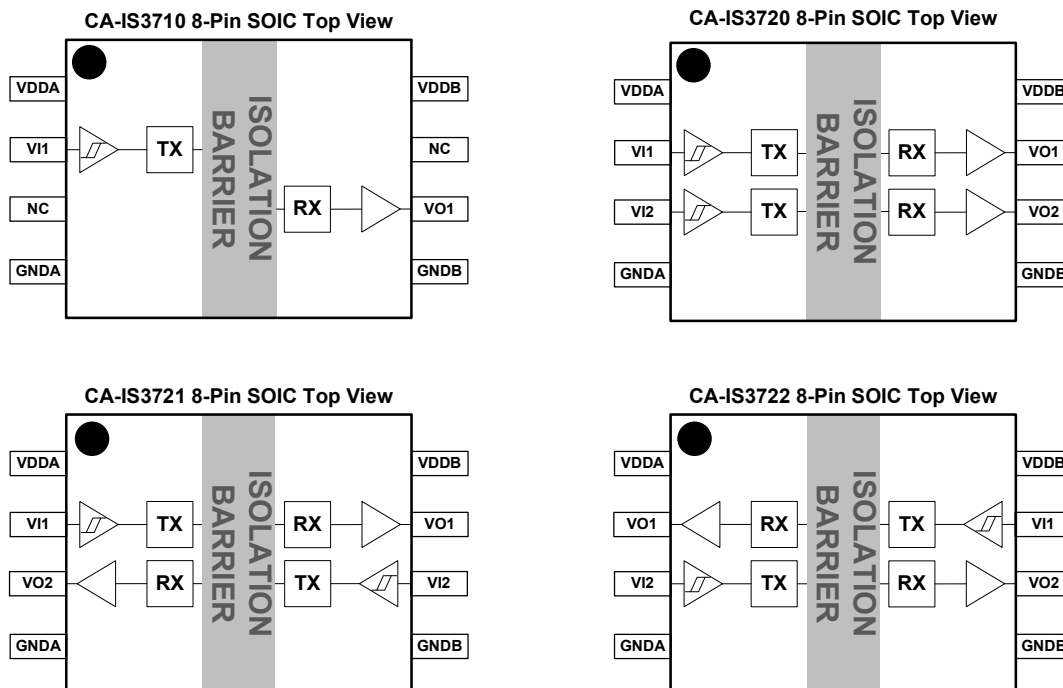 CA-IS3710 8-Pin SOIC Top View
VDDA
VI1
NC
GNDA
TX
ISOLATION
BARRIER
RX
VDDB
NC
VO1
GNDB
CA-IS3720 8-Pin SOIC Top View
VDDA
VI1
VI2
GNDA
TX
TX
ISOLATION
BARRIER
RX
RX
VDDB
VO1
VO2
GNDB
CA-IS3721 8-Pin SOIC Top View
VDDA
VI1
VO2
GNDA
TX
RX
ISOLATION
BARRIER
RX
TX
VDDB
VO1
VI2
GNDB
CA-IS3722 8-Pin SOIC Top View
VDDA
VO1
VI2
GNDA
RX
TX
ISOLATION
BARRIER
TX
RX
VDDB
VI1
VO2
GNDB